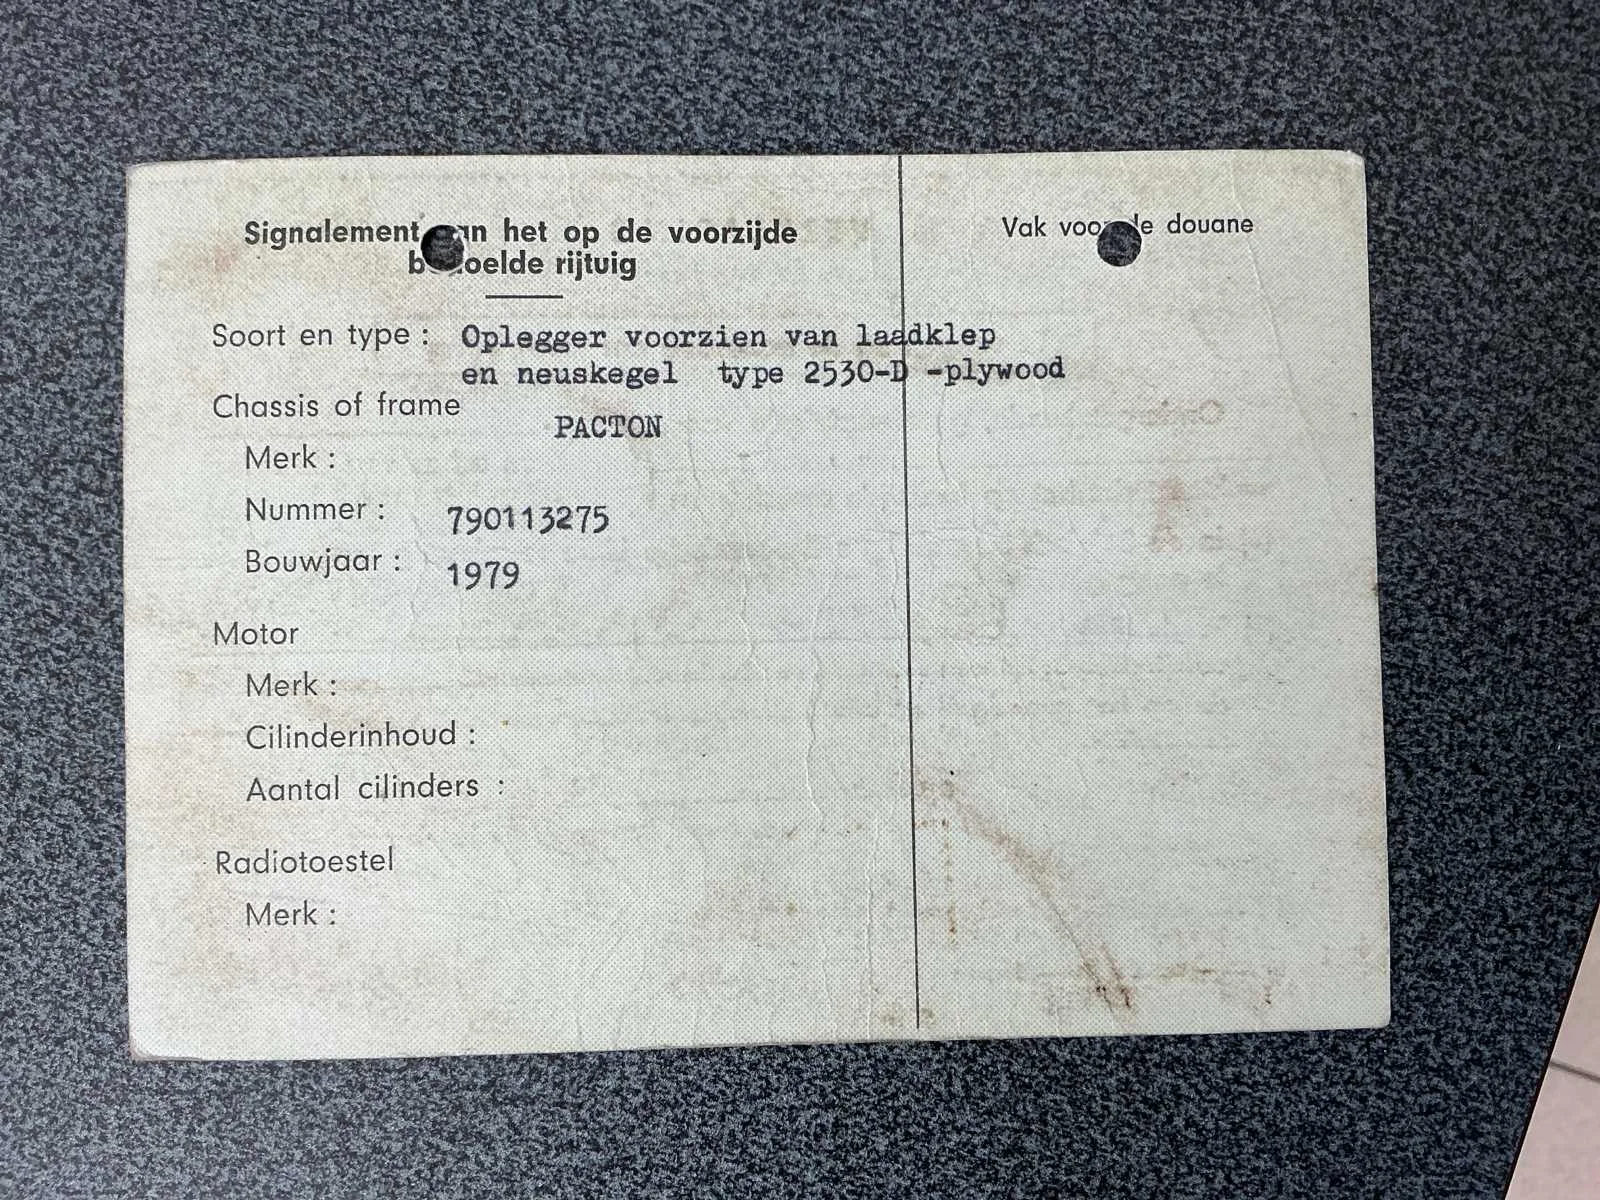 Signalement van het op de voorzijde
bedoelde rijtuig
Vak voor de douane
Soort en type : Oplegger voorzien van laadklep
en neuskegel type 2530-D -plywood
Chassis of frame
PACTON
Merk :
Nummer : 790113275
Bouwjaar : 1979
Motor
Merk :
Cilinderinhoud :
Aantal cilinders :
Radiotoestel
Merk :